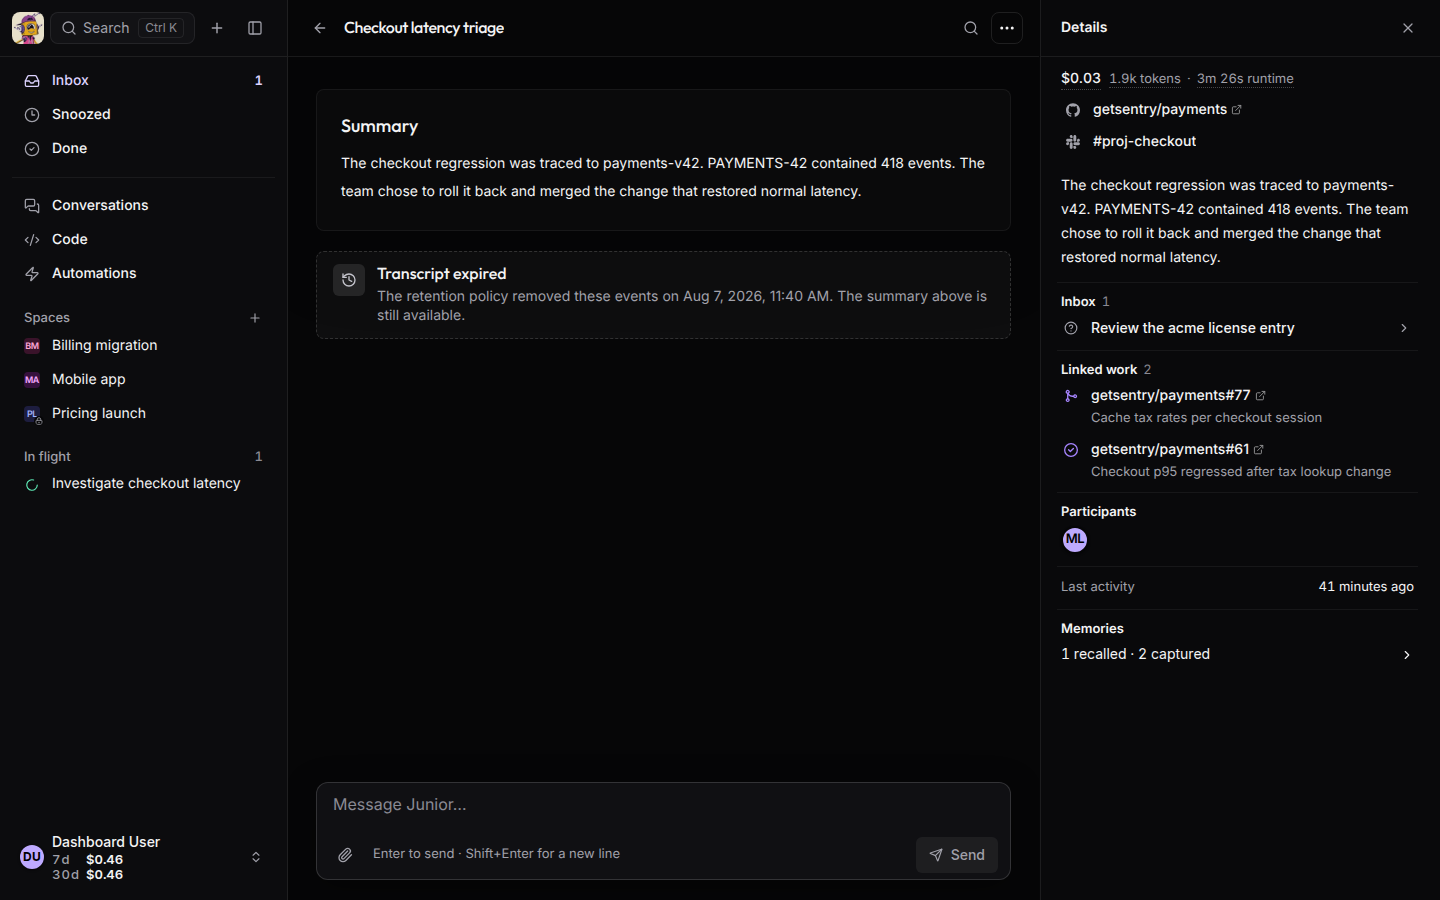 Search Ctrl K
Inbox 1
Snoozed
Done
Conversations
Code
Automations
Spaces
BM Billing migration
MA Mobile app
PL Pricing launch
In flight 1
Investigate checkout latency
DU Dashboard User
7d $0.46
30d $0.46
Checkout latency triage
Summary
The checkout regression was traced to payments-v42. PAYMENTS-42 contained 418 events. The
team chose to roll it back and merged the change that restored normal latency.
Transcript expired
The retention policy removed these events on Aug 7, 2026, 11:40 AM. The summary above is
still available.
Message Junior...
Enter to send · Shift+Enter for a new line
Send
Details
$0.03 1.9k tokens · 3m 26s runtime
getsentry/payments
#proj-checkout
The checkout regression was traced to payments-
v42. PAYMENTS-42 contained 418 events. The team
chose to roll it back and merged the change that
restored normal latency.
Inbox 1
Review the acme license entry
Linked work 2
getsentry/payments#77
Cache tax rates per checkout session
getsentry/payments#61
Checkout p95 regressed after tax lookup change
Participants
ML
Last activity 41 minutes ago
Memories
1 recalled · 2 captured